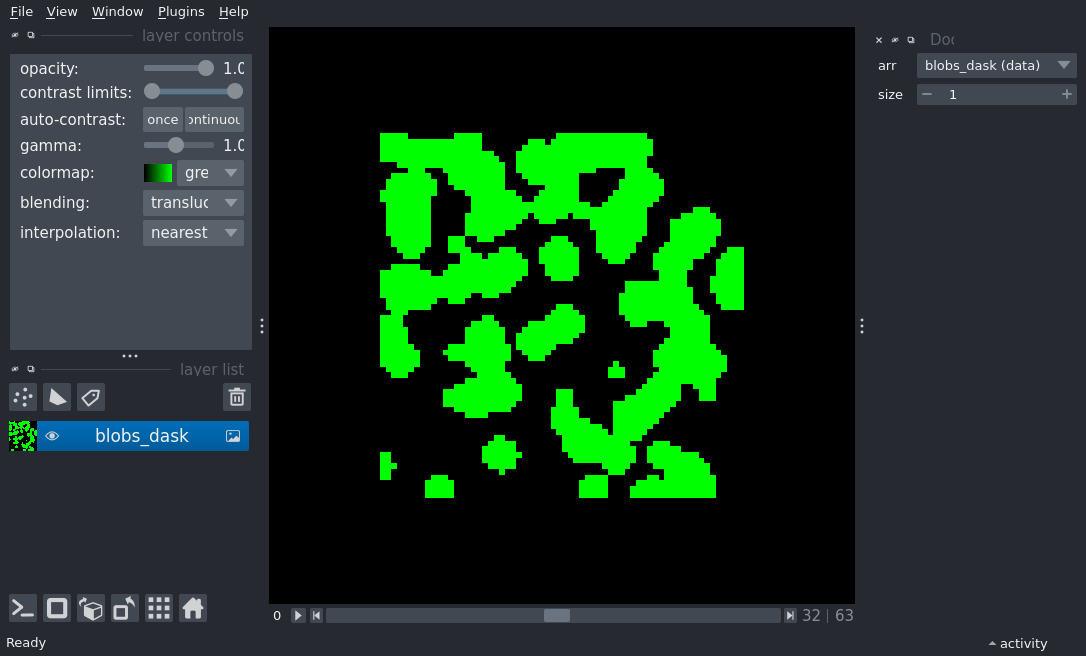 File View Window Plugins Help
layer controls
opacity: 1.0
contrast limits:
auto-contrast: once ontinuou
gamma: 1.0
colormap: gre
blending: transluc
interpolation: nearest
layer list
blobs_dask
Ready
0
32 | 63
Doc
arr blobs_dask (data)
size 1
activity